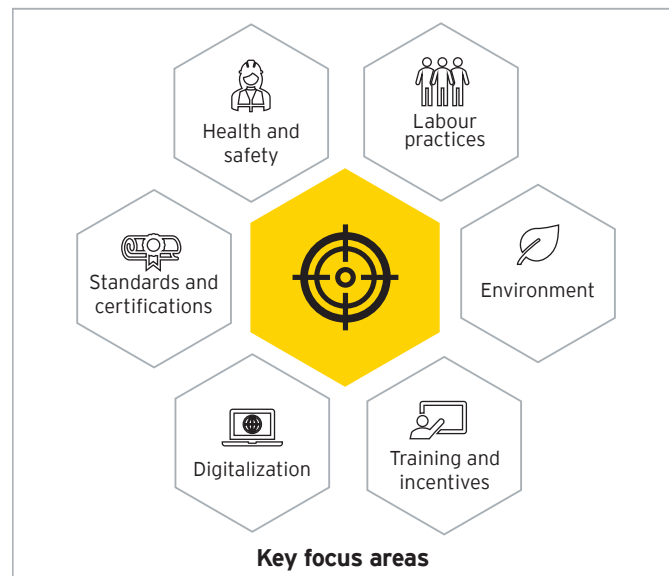 Health and
safety
Labour
practices
Standards and
certifications
Environment
Digitalization
Training and
incentives
Key focus areas